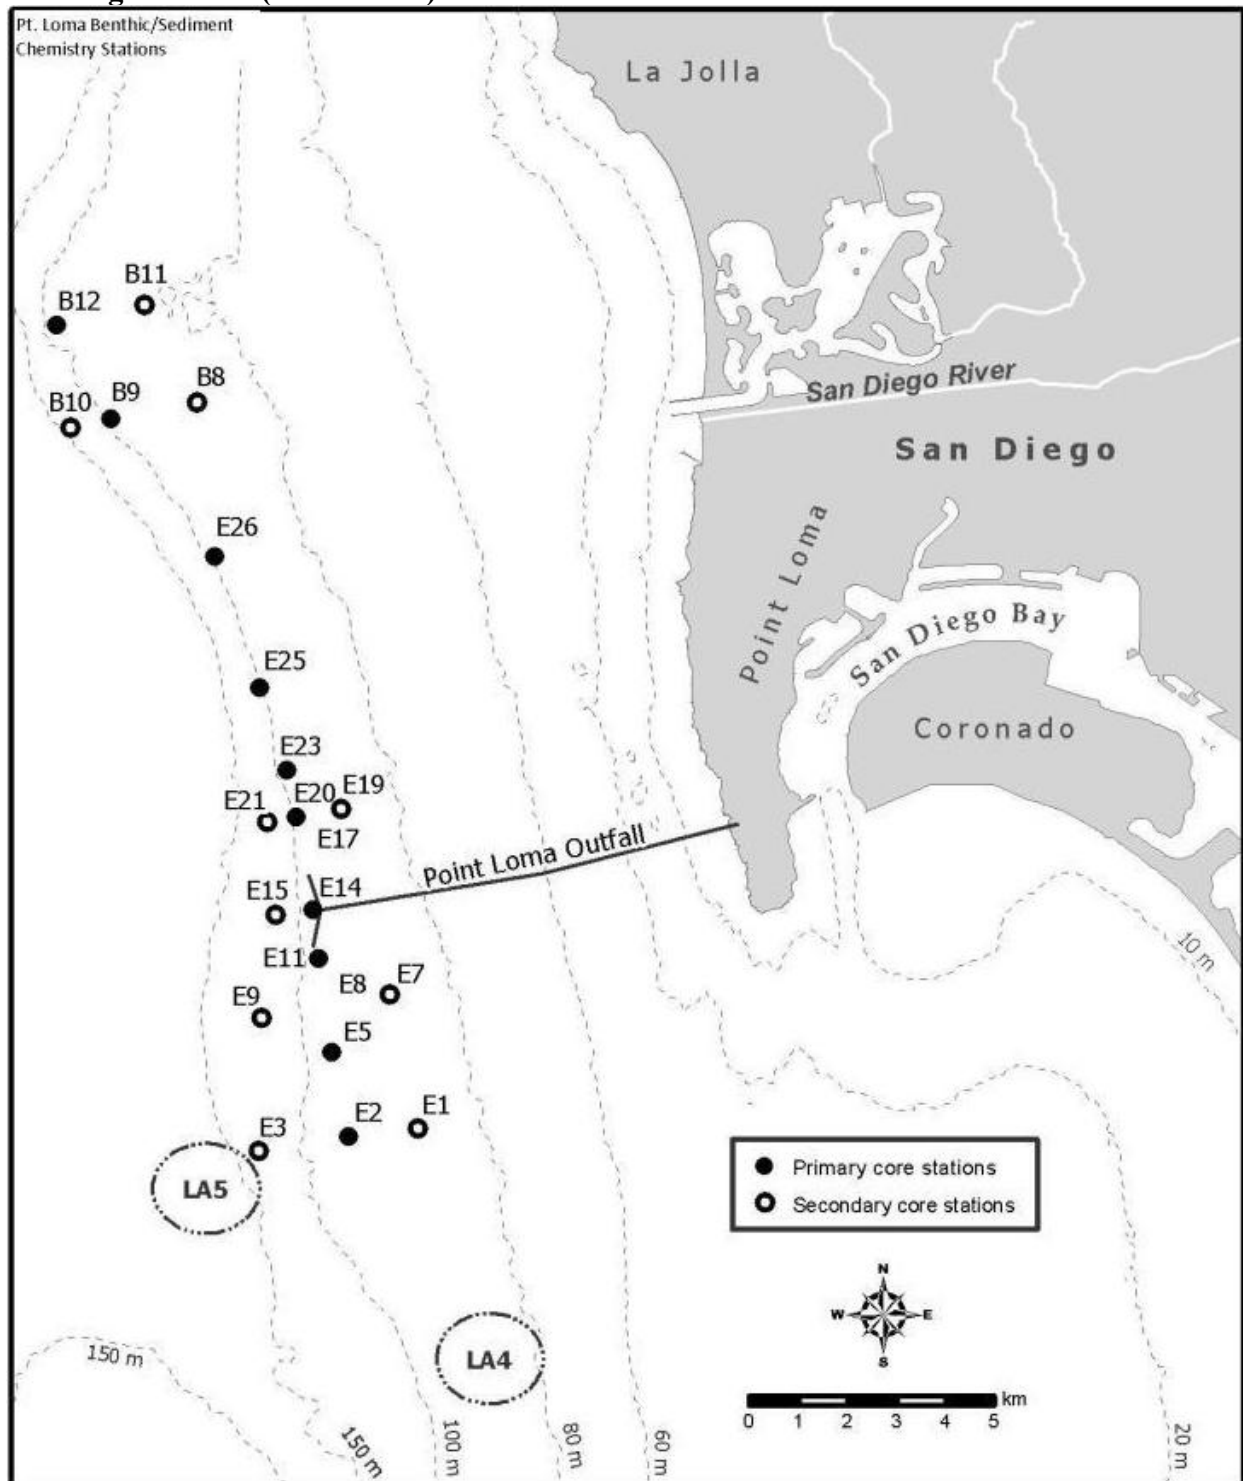 Pt. Loma Benthic/Sediment
Chemistry Stations
La Jolla
B11
B12
B8
B10
B9
San Diego River
San Diego
E26
Point Loma
San Diego Bay
E25
Coronado
E23
E20
E19
E21
E17
Point Loma Outfall
E14
E15
E11
E8
E7
E9
E5
10 m
E2
E1
E3
LA5
Primary core stations
Secondary core stations
N
W
E
S
LA4
150 m
km
0 1 2 3 4 5
150 m
100 m
80 m
60 m
20 m